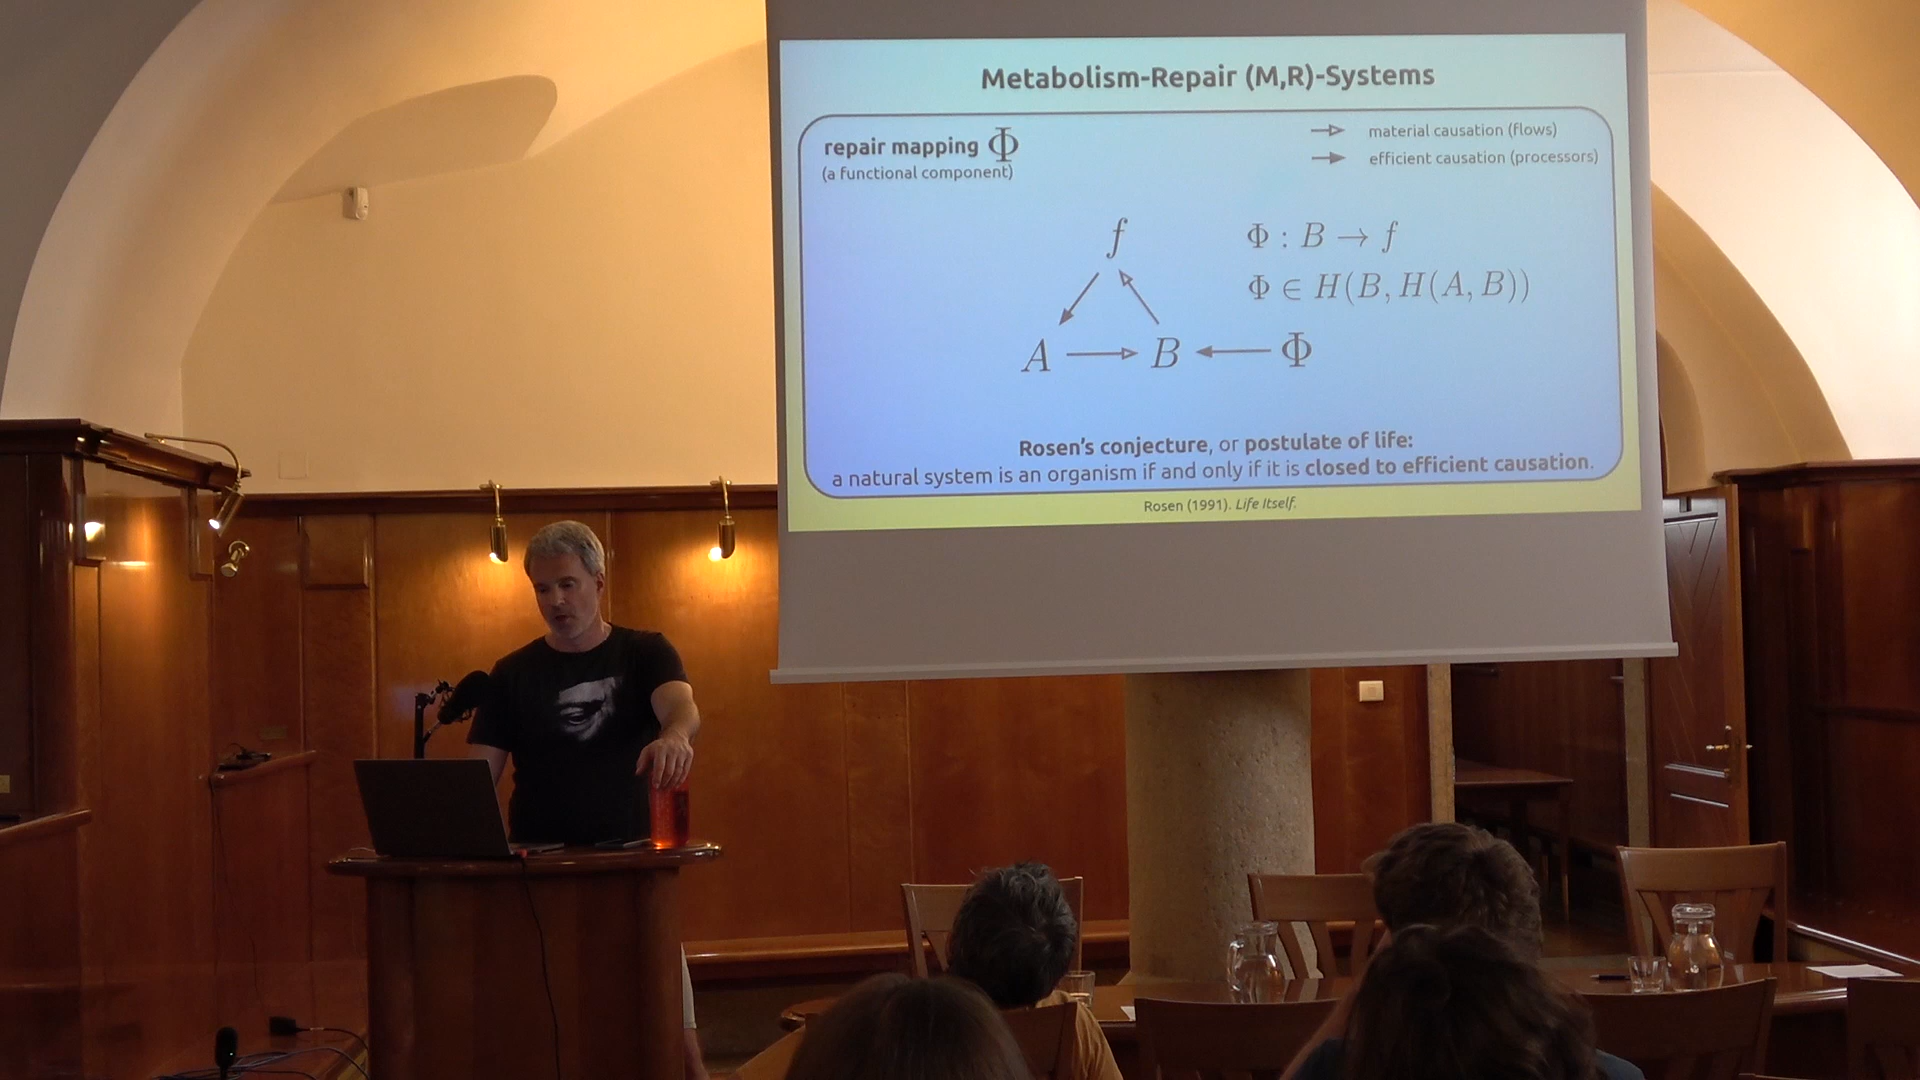 Metabolism-Repair (M,R)-Systems
repair mapping Φ
(a functional component)
material causation (flows)
efficient causation (processors)
f
Φ : B → f
Φ ∈ H(B, H(A, B))
A → B ← Φ
Rosen's conjecture, or postulate of life:
a natural system is an organism if and only if it is closed to efficient causation.
Rosen (1991). Life Itself.